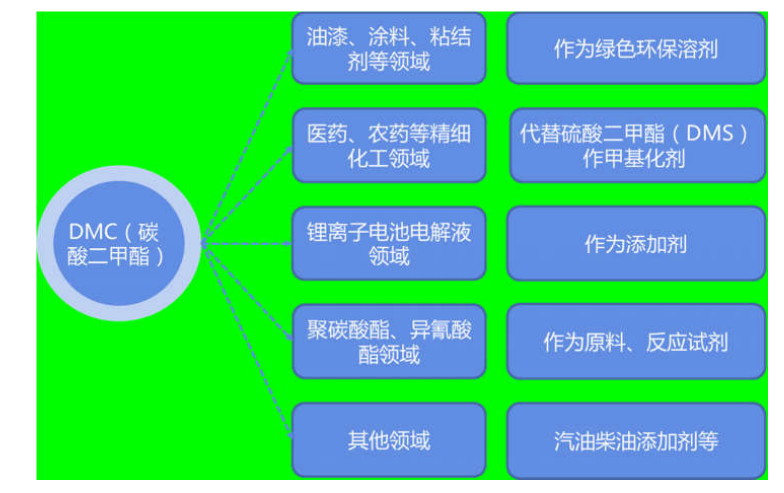 油漆、涂料、粘结
剂等领域
作为绿色环保溶剂
医药、农药等精细
化工领域
代替硫酸二甲酯（DMS）
作甲基化剂
DMC（碳
酸二甲酯）
锂离子电池电解液
领域
作为添加剂
聚碳酸酯、异氰酸
酯领域
作为原料、反应试剂
其他领域
汽油柴油添加剂等